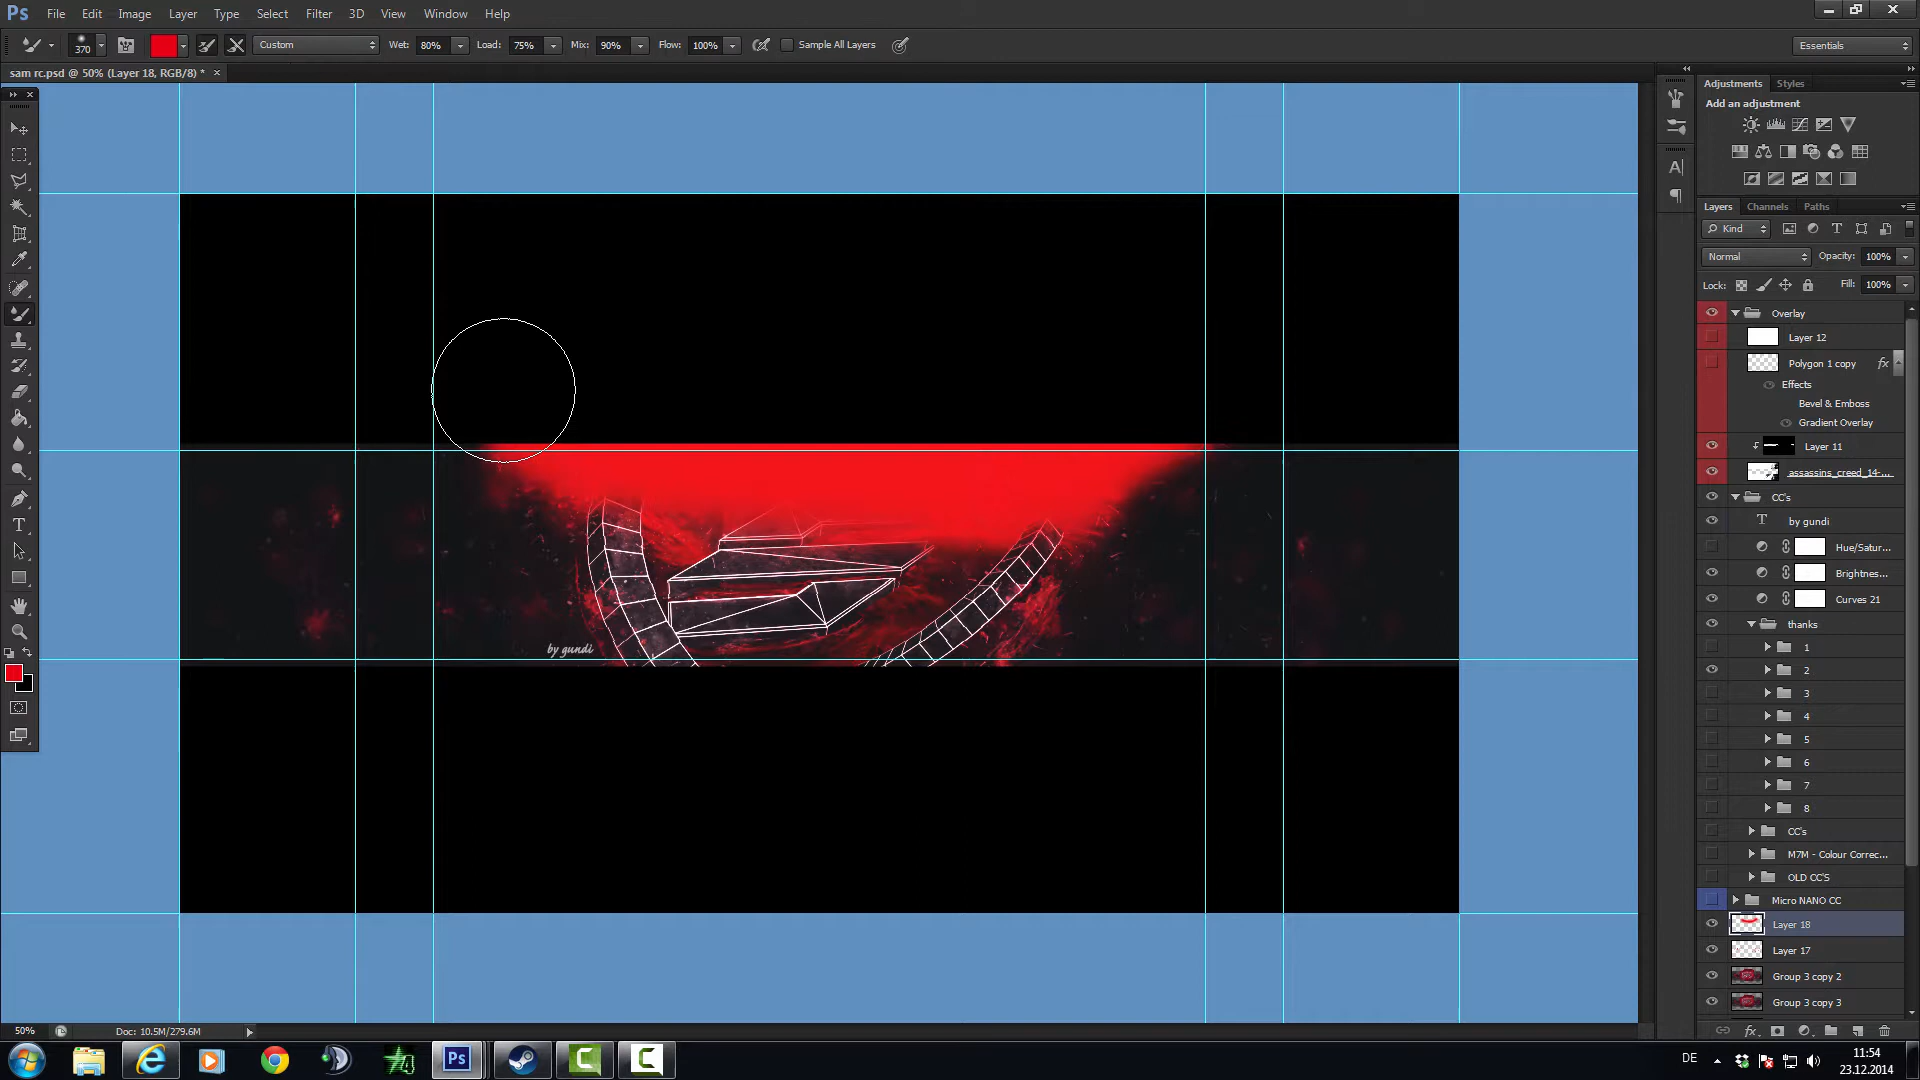 Ps File Edit Image Layer Type Select Filter 3D View Window Help
370 Custom Wet: 80% Load: 75% Mix: 90% Flow: 100% Sample All Layers Essentials
sam rc.psd @ 50% (Layer 18, RGB/8) *
Adjustments Styles
Add an adjustment
Layers Channels Paths
Kind
Normal Opacity: 100%
Lock: Fill: 100%
Overlay
Layer 12
Polygon 1 copy fx
Effects
Bevel & Emboss
Gradient Overlay
Layer 11
assassins_creed_14-...
CC's
by gundi
Hue/Satur...
Brightnes...
Curves 21
thanks
1
2
3
4
5
6
7
8
CC's
M7M - Colour Correc...
OLD CC'S
Micro NANO CC
Layer 18
Layer 17
Group 3 copy 2
Group 3 copy 3
by gundi
50% Doc: 10.5M/279.6M
Ps DE 11:54
23.12.2014